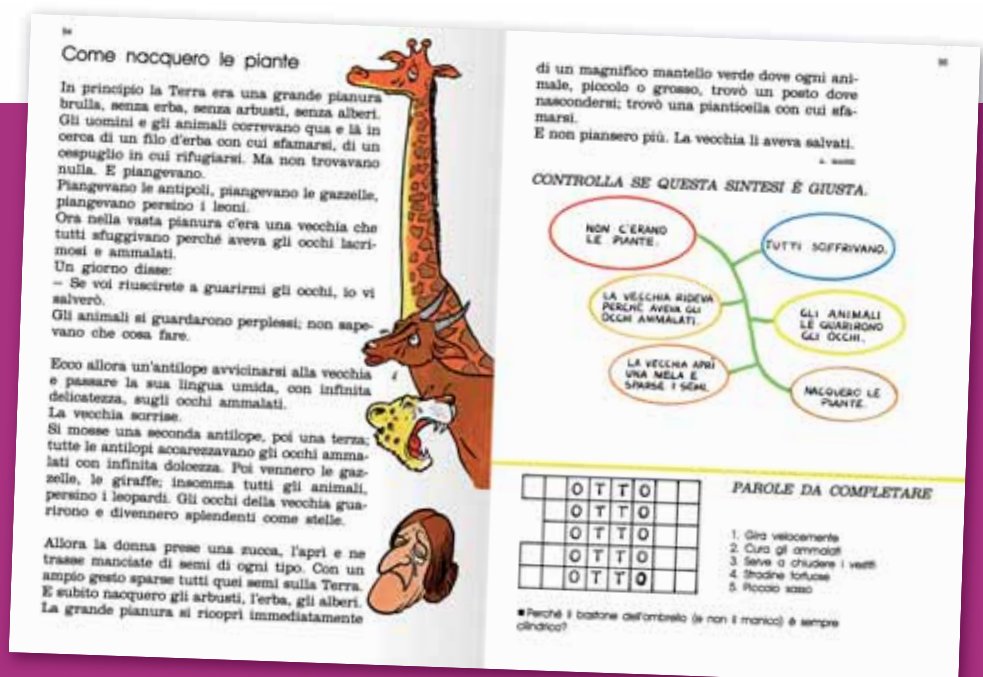 Come nacquero le piante
In principio la Terra era una grande pianura
brulla, senza erba, senza arbusti, senza alberi.
Gli uomini e gli animali correvano qua e là in
cerca di un filo d'erba con cui sfamarsi, di un
cespuglio in cui rifugiarsi. Ma non trovavano
nulla. E piangevano.
Piangevano le antipoli, piangevano le gazzelle,
piangevano persino i leoni.
Ora nella vasta pianura c'era una vecchia che
tutti sfuggivano perché aveva gli occhi lacri-
mosi e ammalati.
Un giorno disse:
– Se voi riuscirete a guarirmi gli occhi, io vi
salverò.
Gli animali si guardarono perplessi; non sape-
vano che cosa fare.
Ecco allora un'antilope avvicinarsi alla vecchia
e passare la sua lingua umida, con infinita
delicatezza, sugli occhi ammalati.
La vecchia sorrise.
Si mosse una seconda antilope, poi una terza;
tutte le antilopi accarezzavano gli occhi amma-
lati con infinita dolcezza. Poi vennero le gaz-
zelle, le giraffe; insomma tutti gli animali,
persino i leopardi. Gli occhi della vecchia gua-
rirono e divennero splendenti come stelle.
Allora la donna prese una zucca, l'aprì e ne
trasse manciate di semi di ogni tipo. Con un
ampio gesto sparse tutti quei semi sulla Terra.
E subito nacquero gli arbusti, l'erba, gli alberi.
La grande pianura si ricoprì immediatamente
di un magnifico mantello verde dove ogni ani-
male, piccolo o grosso, trovò un posto dove
nascondersi; trovò una pianticella con cui sfa-
marsi.
E non piansero più. La vecchia li aveva salvati.
CONTROLLA SE QUESTA SINTESI È GIUSTA.
NON C'ERANO
LE PIANTE.
TUTTI SOFFRIVANO.
LA VECCHIA RIDEVA
PERCHÉ AVEVA GLI
OCCHI AMMALATI.
GLI ANIMALI
LE GUARIRONO
GLI OCCHI.
LA VECCHIA APRÌ
UNA MELA E
SPARSE I SEMI.
NACQUERO LE
PIANTE.
OTTO
OTTO
OTTO
OTTO
OTTO
PAROLE DA COMPLETARE
1. Gira velocemente
2. Cura gli ammalati
3. Serve a chiudere i vestiti
4. Stradine tortuose
5. Piccolo sasso
■ Perché il bastone dell'ombrello (e non il manico) è sempre
cilindrico?